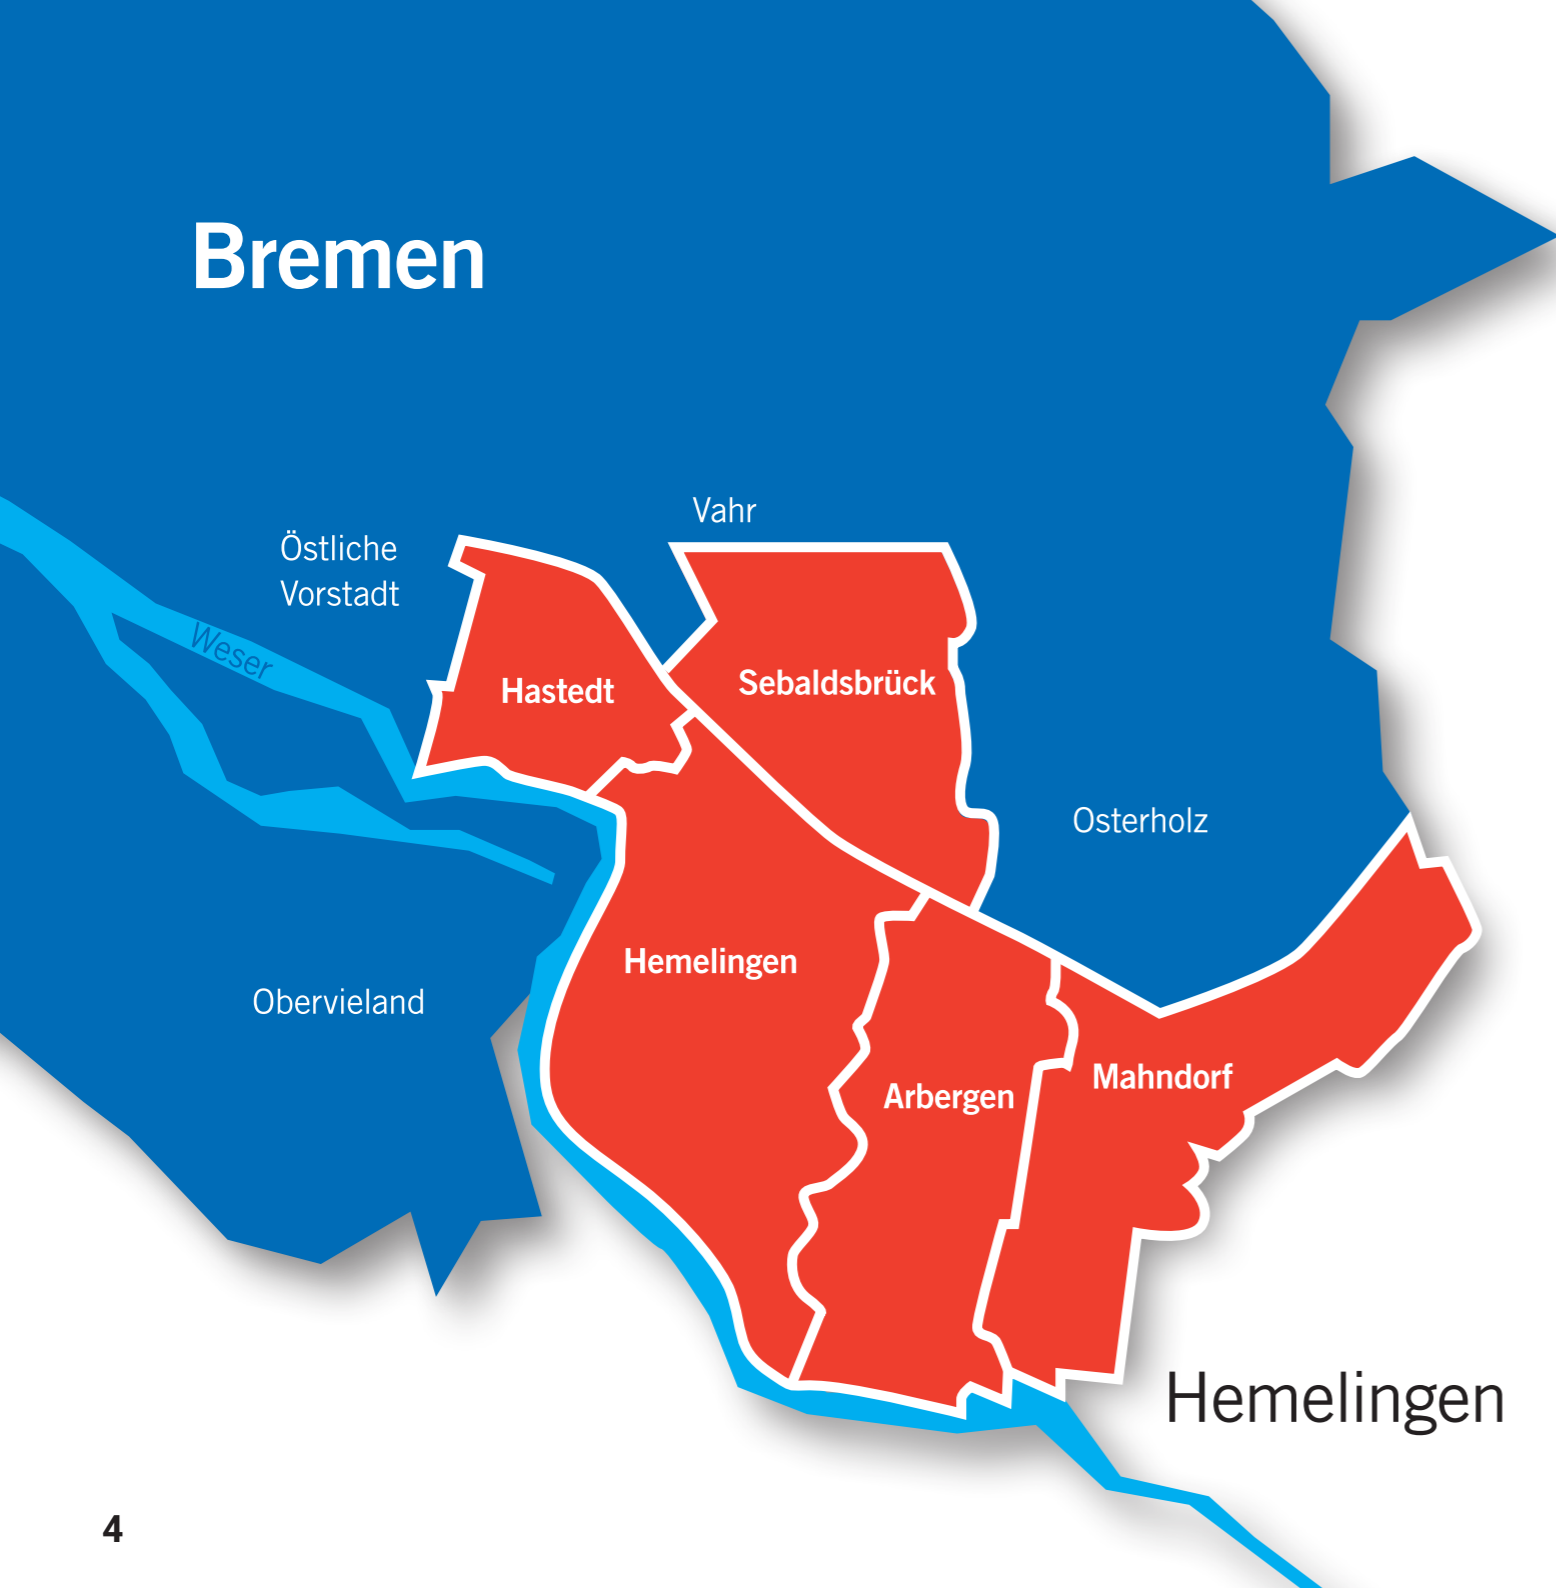 Bremen
Vahr
Östliche
Vorstadt
Weser
Hastedt
Sebaldsbrück
Osterholz
Hemelingen
Obervieland
Arbergen
Mahndorf
Hemelingen
4